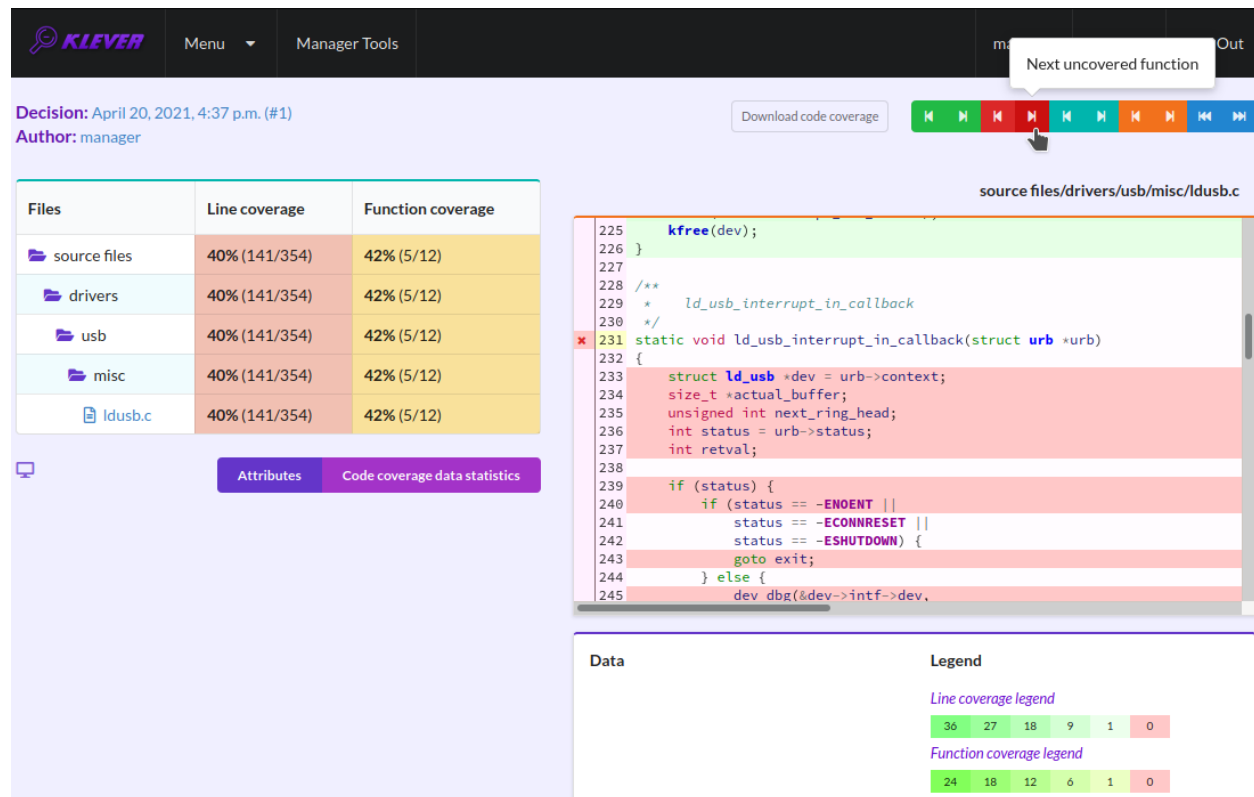 KLEVER Menu Manager Tools ma Out
Next uncovered function
Decision: April 20, 2021, 4:37 p.m. (#1)
Author: manager
Download code coverage
source files/drivers/usb/misc/ldusb.c
Files Line coverage Function coverage
source files 40% (141/354) 42% (5/12)
drivers 40% (141/354) 42% (5/12)
usb 40% (141/354) 42% (5/12)
misc 40% (141/354) 42% (5/12)
ldusb.c 40% (141/354) 42% (5/12)
Attributes Code coverage data statistics
225 kfree(dev);
226 }
227
228 /**
229 * ld_usb_interrupt_in_callback
230 */
231 static void ld_usb_interrupt_in_callback(struct urb *urb)
232 {
233 struct ld_usb *dev = urb->context;
234 size_t *actual_buffer;
235 unsigned int next_ring_head;
236 int status = urb->status;
237 int retval;
238
239 if (status) {
240 if (status == -ENOENT ||
241 status == -ECONNRESET ||
242 status == -ESHUTDOWN) {
243 goto exit;
244 } else {
245 dev_dbg(&dev->intf->dev,
Data Legend
Line coverage legend
36 27 18 9 1 0
Function coverage legend
24 18 12 6 1 0